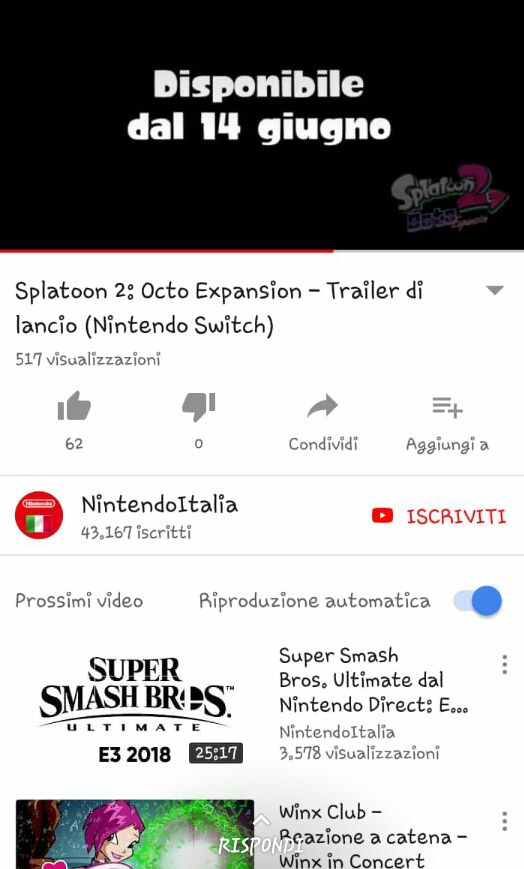 Disponibile
dal 14 giugno
Splatoon 2
Octo Expansion
Splatoon 2: Octo Expansion – Trailer di
lancio (Nintendo Switch)
517 visualizzazioni
62
0
Condividi
Aggiungi a
Nintendo
NintendoItalia
43.167 iscritti
ISCRIVITI
Prossimi video
Riproduzione automatica
SUPER
SMASH BROS.™
ULTIMATE
E3 2018
25:17
Super Smash
Bros. Ultimate dal
Nintendo Direct: E...
NintendoItalia
3.578 visualizzazioni
Winx Club –
Reazione a catena –
Winx in Concert
RISPONDI